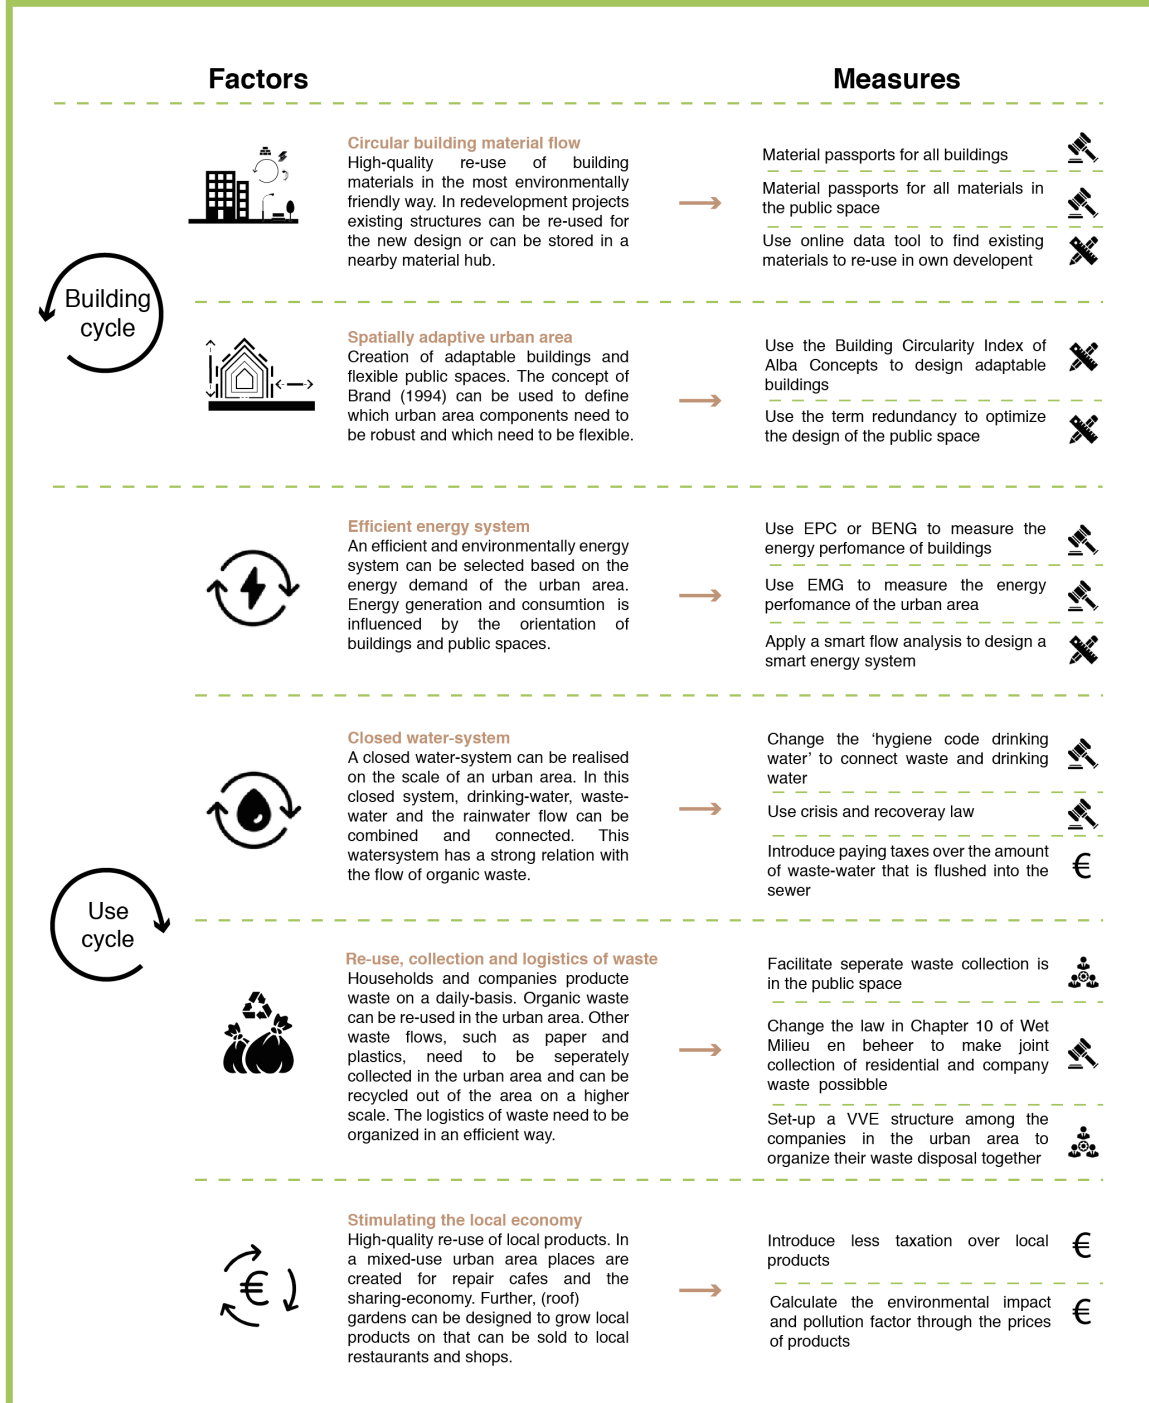 Factors
Measures
Building
cycle
Circular building material flow
High-quality re-use of building
materials in the most environmentally
friendly way. In redevelopment projects
existing structures can be re-used for
the new design or can be stored in a
nearby material hub.
Material passports for all buildings
Material passports for all materials in
the public space
Use online data tool to find existing
materials to re-use in own developent
Spatially adaptive urban area
Creation of adaptable buildings and
flexible public spaces. The concept of
Brand (1994) can be used to define
which urban area components need to
be robust and which need to be flexible.
Use the Building Circularity Index of
Alba Concepts to design adaptable
buildings
Use the term redundancy to optimize
the design of the public space
Use
cycle
Efficient energy system
An efficient and environmentally energy
system can be selected based on the
energy demand of the urban area.
Energy generation and consumtion is
influenced by the orientation of
buildings and public spaces.
Use EPC or BENG to measure the
energy perfomance of buildings
Use EMG to measure the energy
perfomance of the urban area
Apply a smart flow analysis to design a
smart energy system
Closed water-system
A closed water-system can be realised
on the scale of an urban area. In this
closed system, drinking-water, waste-
water and the rainwater flow can be
combined and connected. This
watersystem has a strong relation with
the flow of organic waste.
Change the ‘hygiene code drinking
water’ to connect waste and drinking
water
Use crisis and recoveray law
Introduce paying taxes over the amount
of waste-water that is flushed into the
sewer
€
Re-use, collection and logistics of waste
Households and companies producte
waste on a daily-basis. Organic waste
can be re-used in the urban area. Other
waste flows, such as paper and
plastics, need to be seperately
collected in the urban area and can be
recycled out of the area on a higher
scale. The logistics of waste need to be
organized in an efficient way.
Facilitate seperate waste collection is
in the public space
Change the law in Chapter 10 of Wet
Milieu en beheer to make joint
collection of residential and company
waste possibble
Set-up a VVE structure among the
companies in the urban area to
organize their waste disposal together
€
Stimulating the local economy
High-quality re-use of local products. In
a mixed-use urban area places are
created for repair cafes and the
sharing-economy. Further, (roof)
gardens can be designed to grow local
products on that can be sold to local
restaurants and shops.
Introduce less taxation over local
products
€
Calculate the environmental impact
and pollution factor through the prices
of products
€